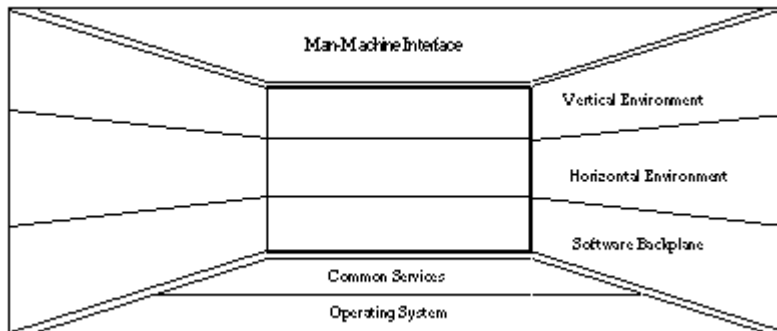 Man-Machine Interface
Vertical Environment
Horizontal Environment
Software Backplane
Common Services
Operating System